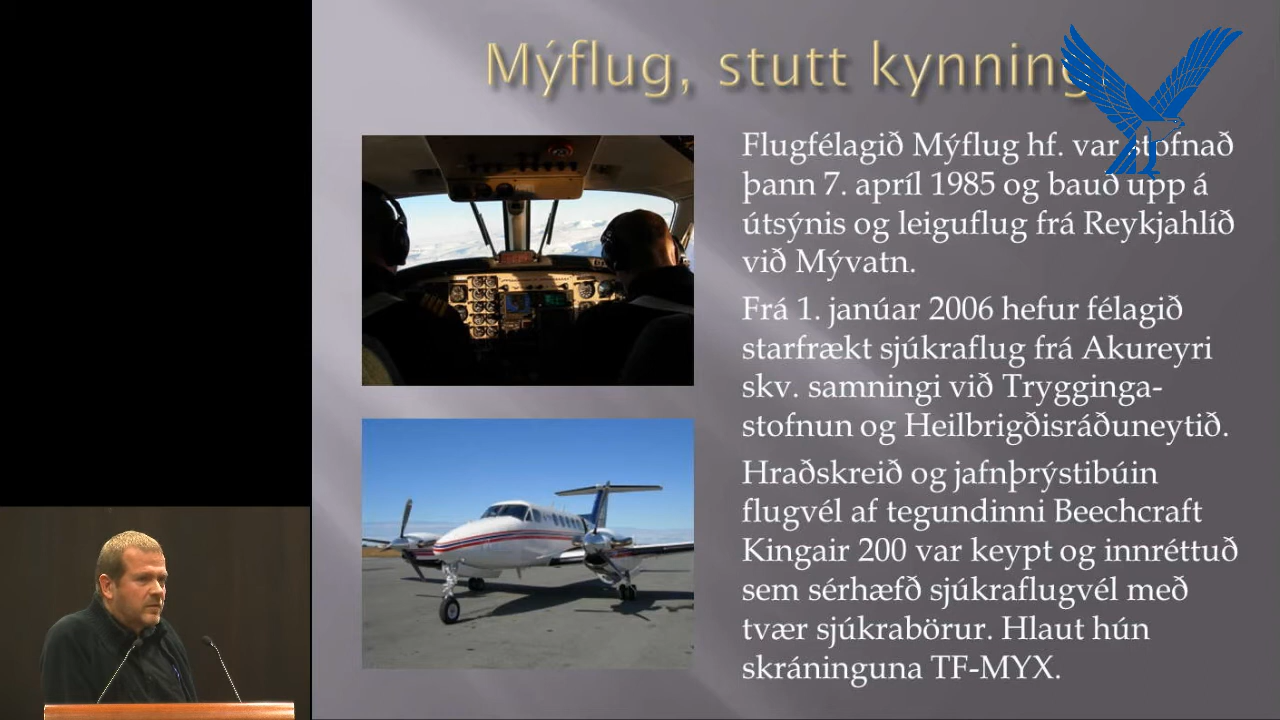 Mýflug, stutt kynning
Flugfélagið Mýflug hf. var stofnað
þann 7. apríl 1985 og bauð upp á
útsýnis og leiguflug frá Reykjahlíð
við Mývatn.
Frá 1. janúar 2006 hefur félagið
starfrækt sjúkraflug frá Akureyri
skv. samningi við Trygginga-
stofnun og Heilbrigðisráðuneytið.
Hraðskreið og jafnþrýstibúin
flugvél af tegundinni Beechcraft
Kingair 200 var keypt og innréttuð
sem sérhæfð sjúkraflugvél með
tvær sjúkrabörur. Hlaut hún
skráninguna TF-MYX.